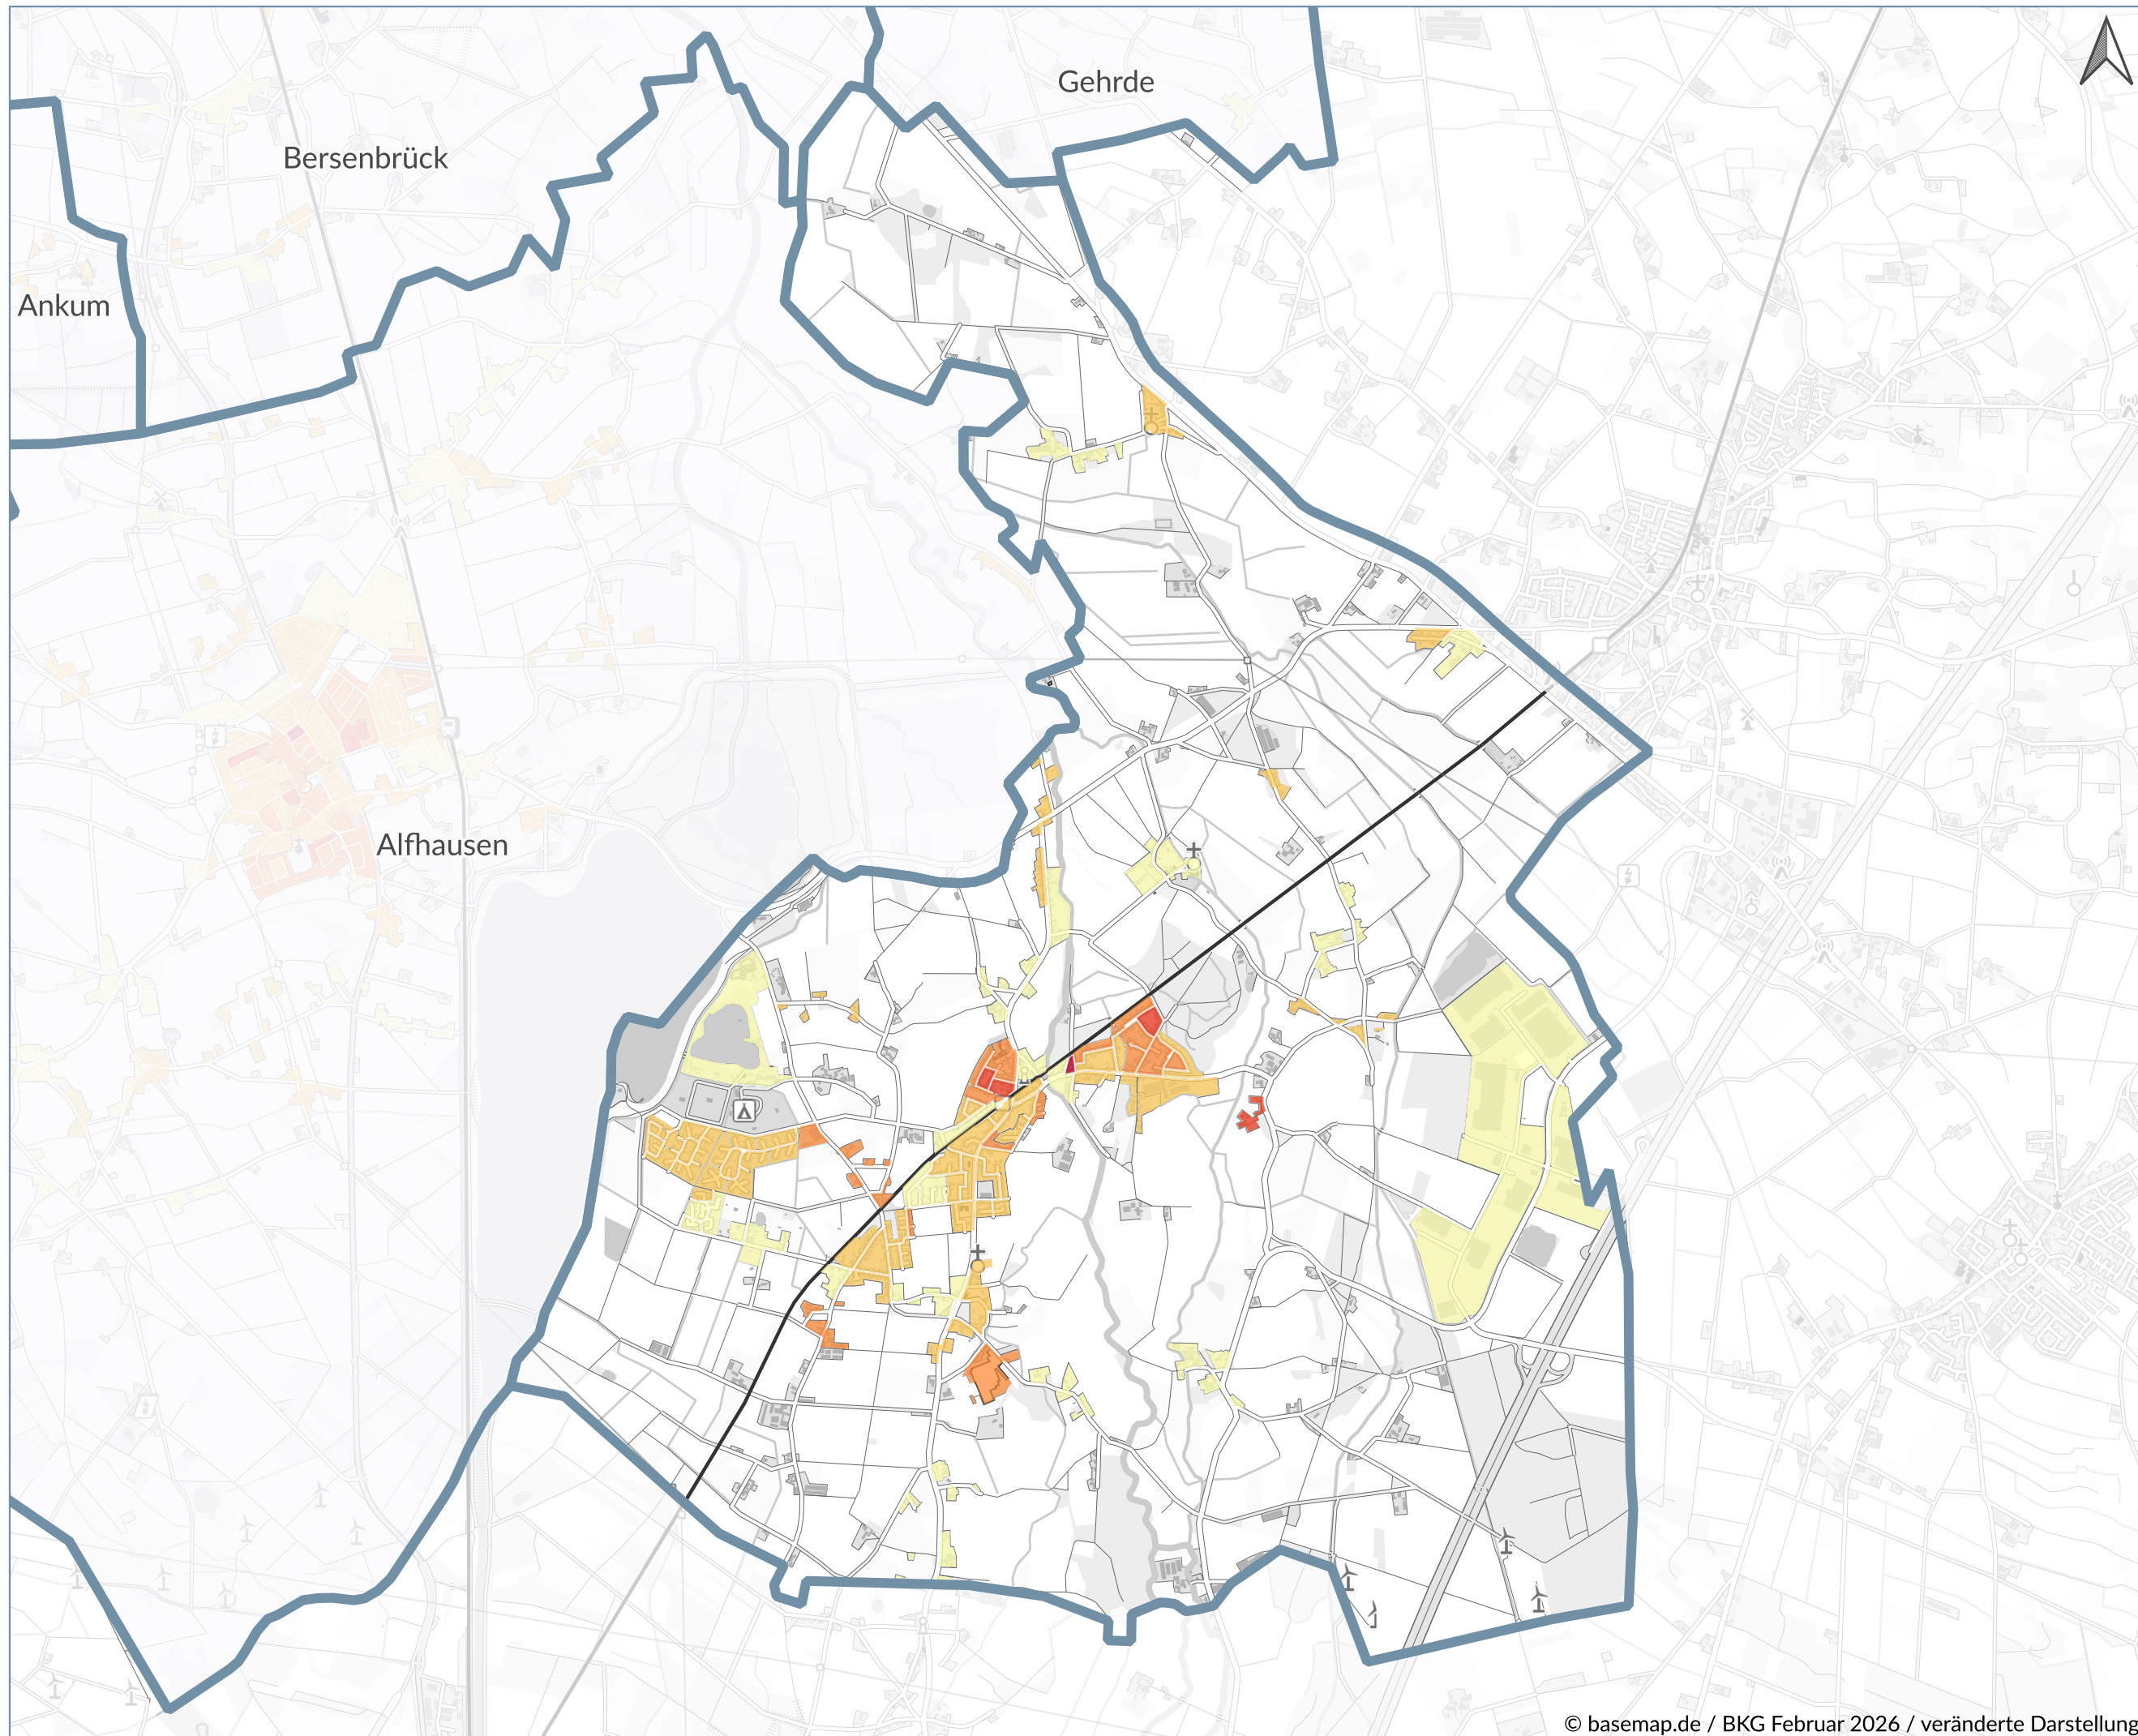 Gehrde
Bersenbrück
Ankum
Alfhausen
© basemap.de / BKG Februar 2026 / veränderte Darstellung